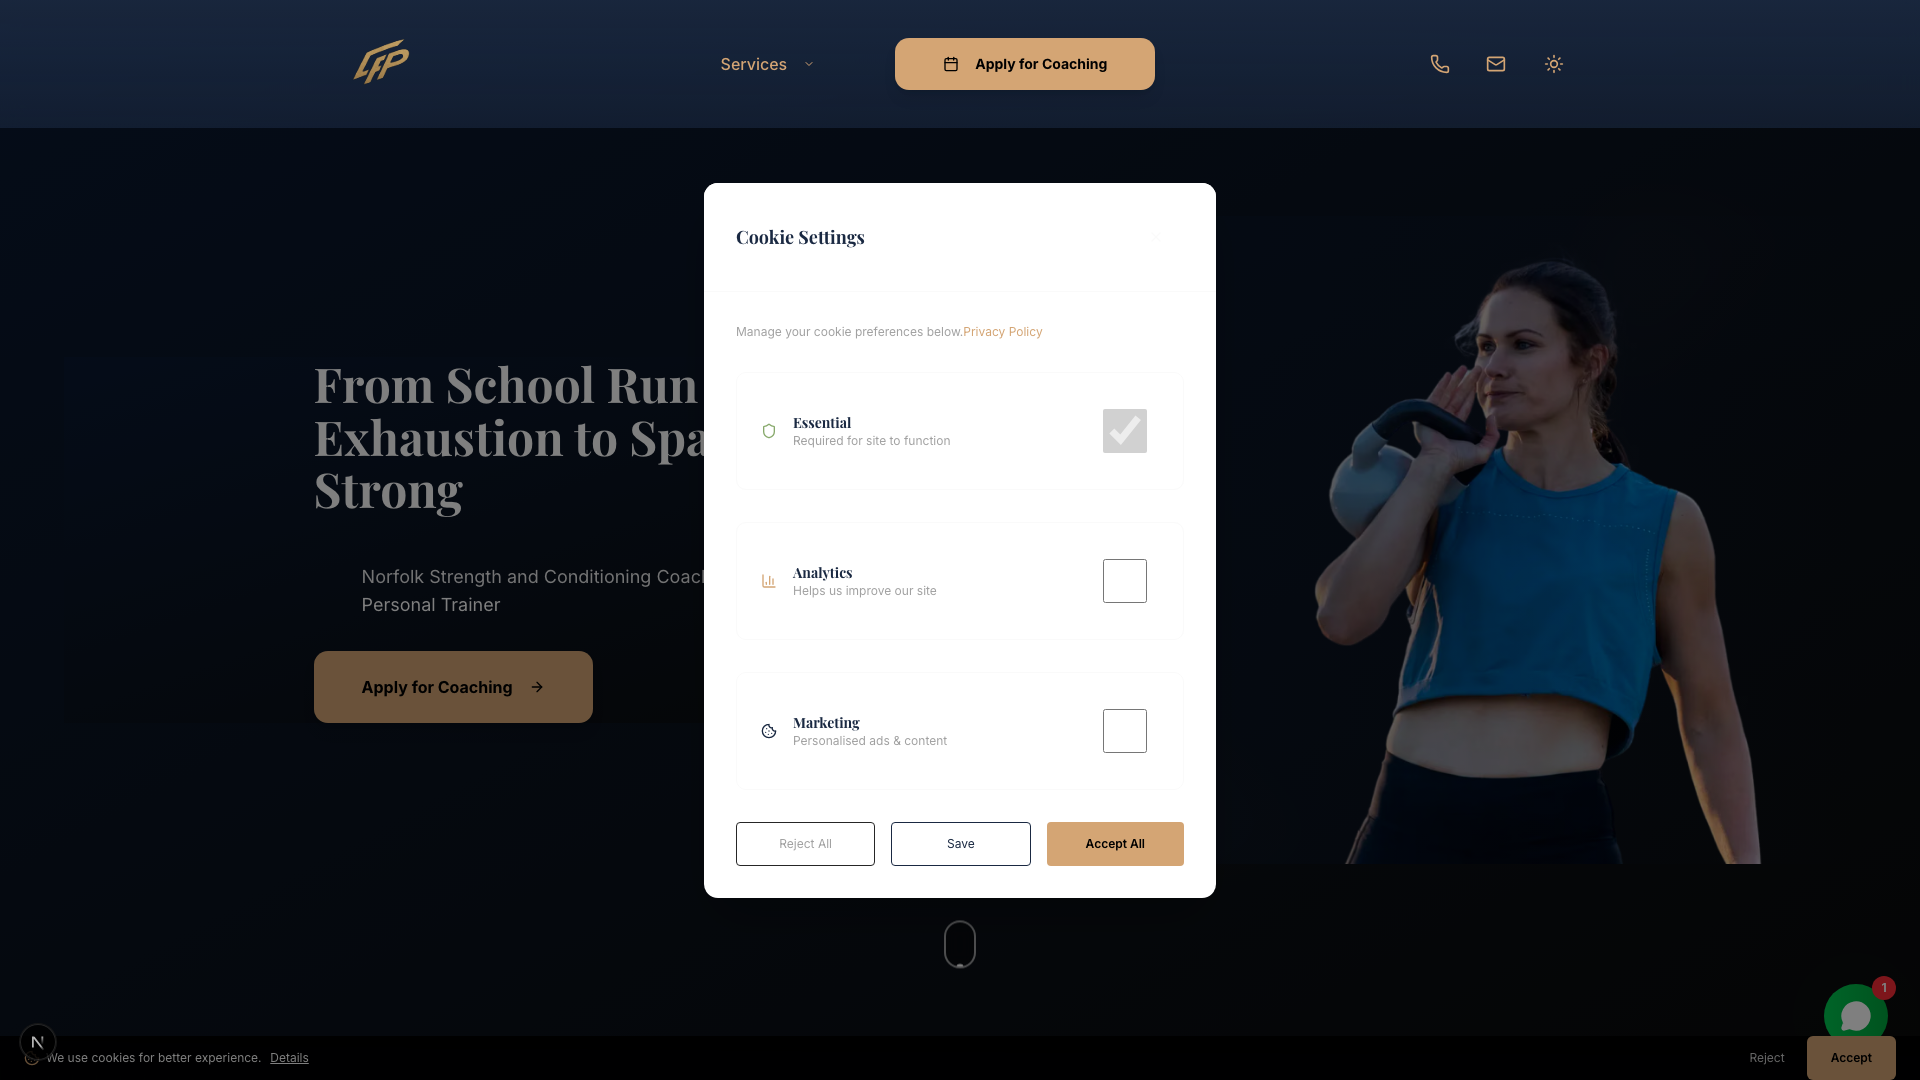 LFP
Services
Apply for Coaching
Cookie Settings
Manage your cookie preferences below.Privacy Policy
Essential
Required for site to function
Analytics
Helps us improve our site
Marketing
Personalised ads & content
Reject All
Save
Accept All
From School Run
Exhaustion to Spa
Strong
Norfolk Strength and Conditioning Coac
Personal Trainer
Apply for Coaching
1
N
We use cookies for better experience. Details
Reject
Accept